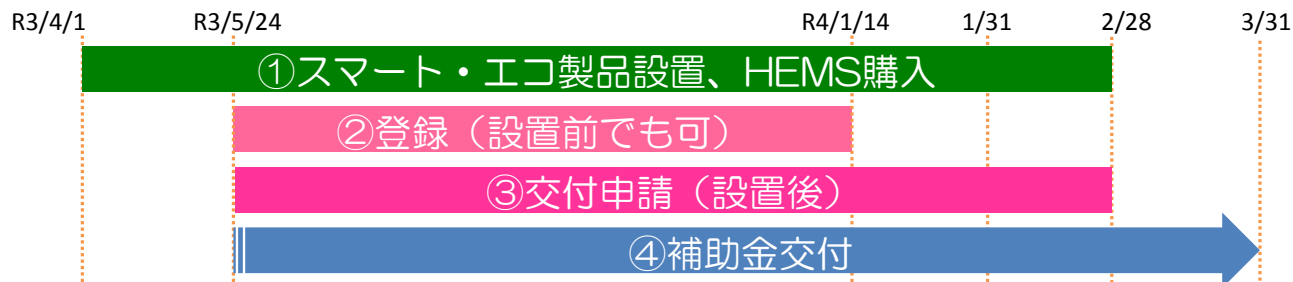 R3/4/1 R3/5/24 R4/1/14 1/31 2/28 3/31
①スマート・エコ製品設置、HEMS購入
②登録（設置前でも可）
③交付申請（設置後）
④補助金交付